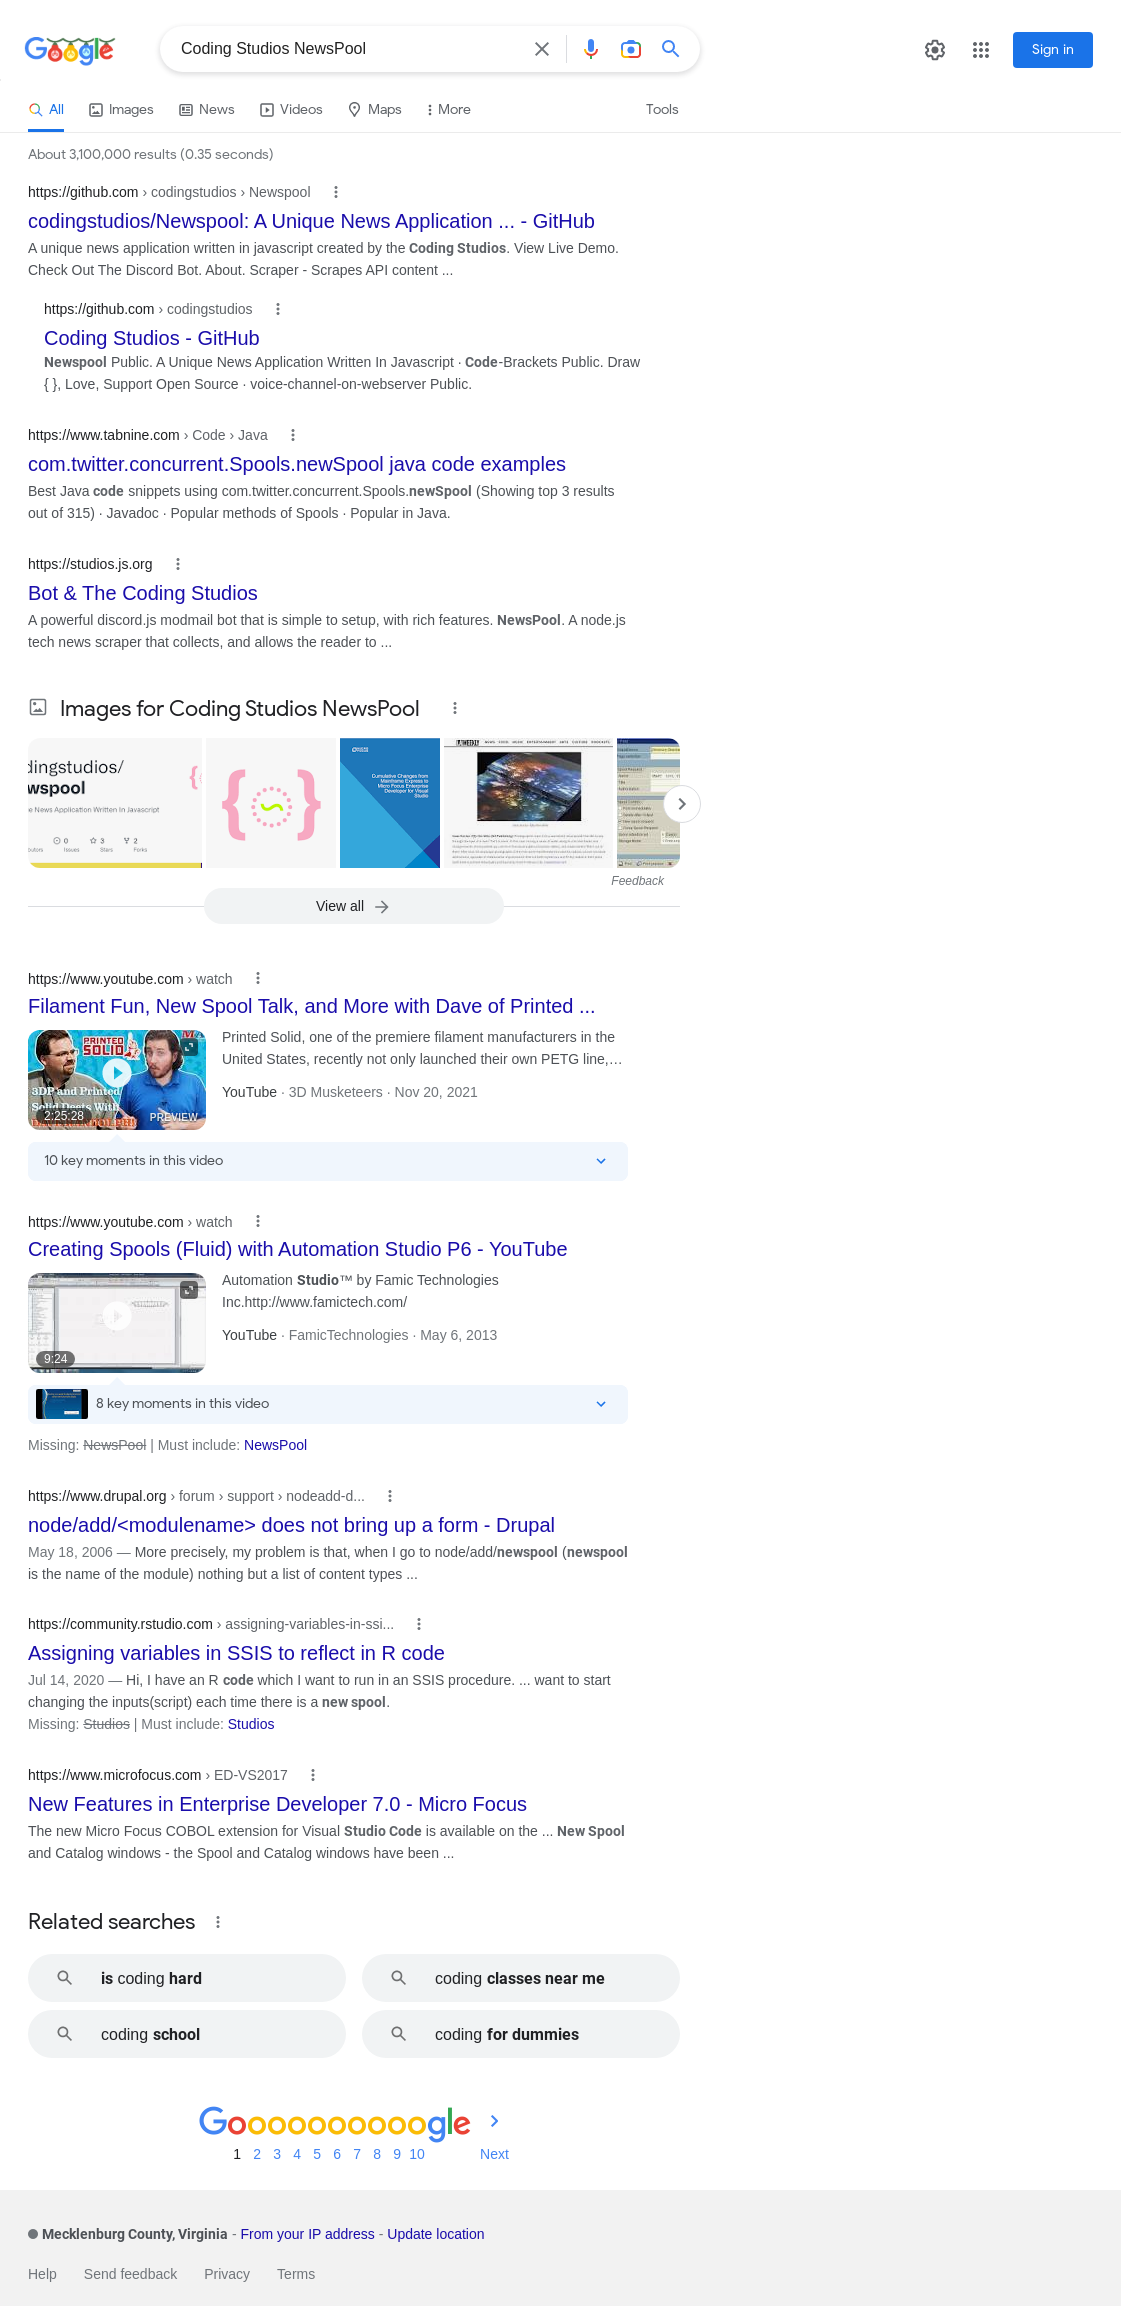 Google
Coding Studios NewsPool
Sign in
All
Images
News
Videos
Maps
More
Tools
About 3,100,000 results (0.35 seconds)
https://github.com › codingstudios › Newspool
codingstudios/Newspool: A Unique News Application ... - GitHub
A unique news application written in javascript created by the Coding Studios. View Live Demo.
Check Out The Discord Bot. About. Scraper - Scrapes API content ...
https://github.com › codingstudios
Coding Studios - GitHub
Newspool Public. A Unique News Application Written In Javascript · Code-Brackets Public. Draw
{ }, Love, Support Open Source · voice-channel-on-webserver Public.
https://www.tabnine.com › Code › Java
com.twitter.concurrent.Spools.newSpool java code examples
Best Java code snippets using com.twitter.concurrent.Spools.newSpool (Showing top 3 results
out of 315) · Javadoc · Popular methods of Spools · Popular in Java.
https://studios.js.org
Bot & The Coding Studios
A powerful discord.js modmail bot that is simple to setup, with rich features. NewsPool. A node.js
tech news scraper that collects, and allows the reader to ...
Images for Coding Studios NewsPool
dingstudios/
wspool
e News Application Written In Javascript
0
3
2
Issues
Stars
Forks
Cultural Changes from
Mainframe Express to
Micro Focus Enterprise
Developer for Visual
Studio
Feedback
View all
https://www.youtube.com › watch
Filament Fun, New Spool Talk, and More with Dave of Printed ...
PRINTED
SOLID
3DP and Printed
Solid Deets With
2:25:28
PREVIEW
Printed Solid, one of the premiere filament manufacturers in the
United States, recently not only launched their own PETG line,...
YouTube · 3D Musketeers · Nov 20, 2021
10 key moments in this video
https://www.youtube.com › watch
Creating Spools (Fluid) with Automation Studio P6 - YouTube
9:24
Automation Studio™ by Famic Technologies
Inc.http://www.famictech.com/
YouTube · FamicTechnologies · May 6, 2013
8 key moments in this video
Missing: NewsPool | Must include: NewsPool
https://www.drupal.org › forum › support › nodeadd-d...
node/add/<modulename> does not bring up a form - Drupal
May 18, 2006 — More precisely, my problem is that, when I go to node/add/newspool (newspool
is the name of the module) nothing but a list of content types ...
https://community.rstudio.com › assigning-variables-in-ssi...
Assigning variables in SSIS to reflect in R code
Jul 14, 2020 — Hi, I have an R code which I want to run in an SSIS procedure. ... want to start
changing the inputs(script) each time there is a new spool.
Missing: Studios | Must include: Studios
https://www.microfocus.com › ED-VS2017
New Features in Enterprise Developer 7.0 - Micro Focus
The new Micro Focus COBOL extension for Visual Studio Code is available on the ... New Spool
and Catalog windows - the Spool and Catalog windows have been ...
Related searches
is coding hard
coding classes near me
coding school
coding for dummies
Goooooooooogle
1 2 3 4 5 6 7 8 9 10 Next
Mecklenburg County, Virginia - From your IP address - Update location
Help Send feedback Privacy Terms